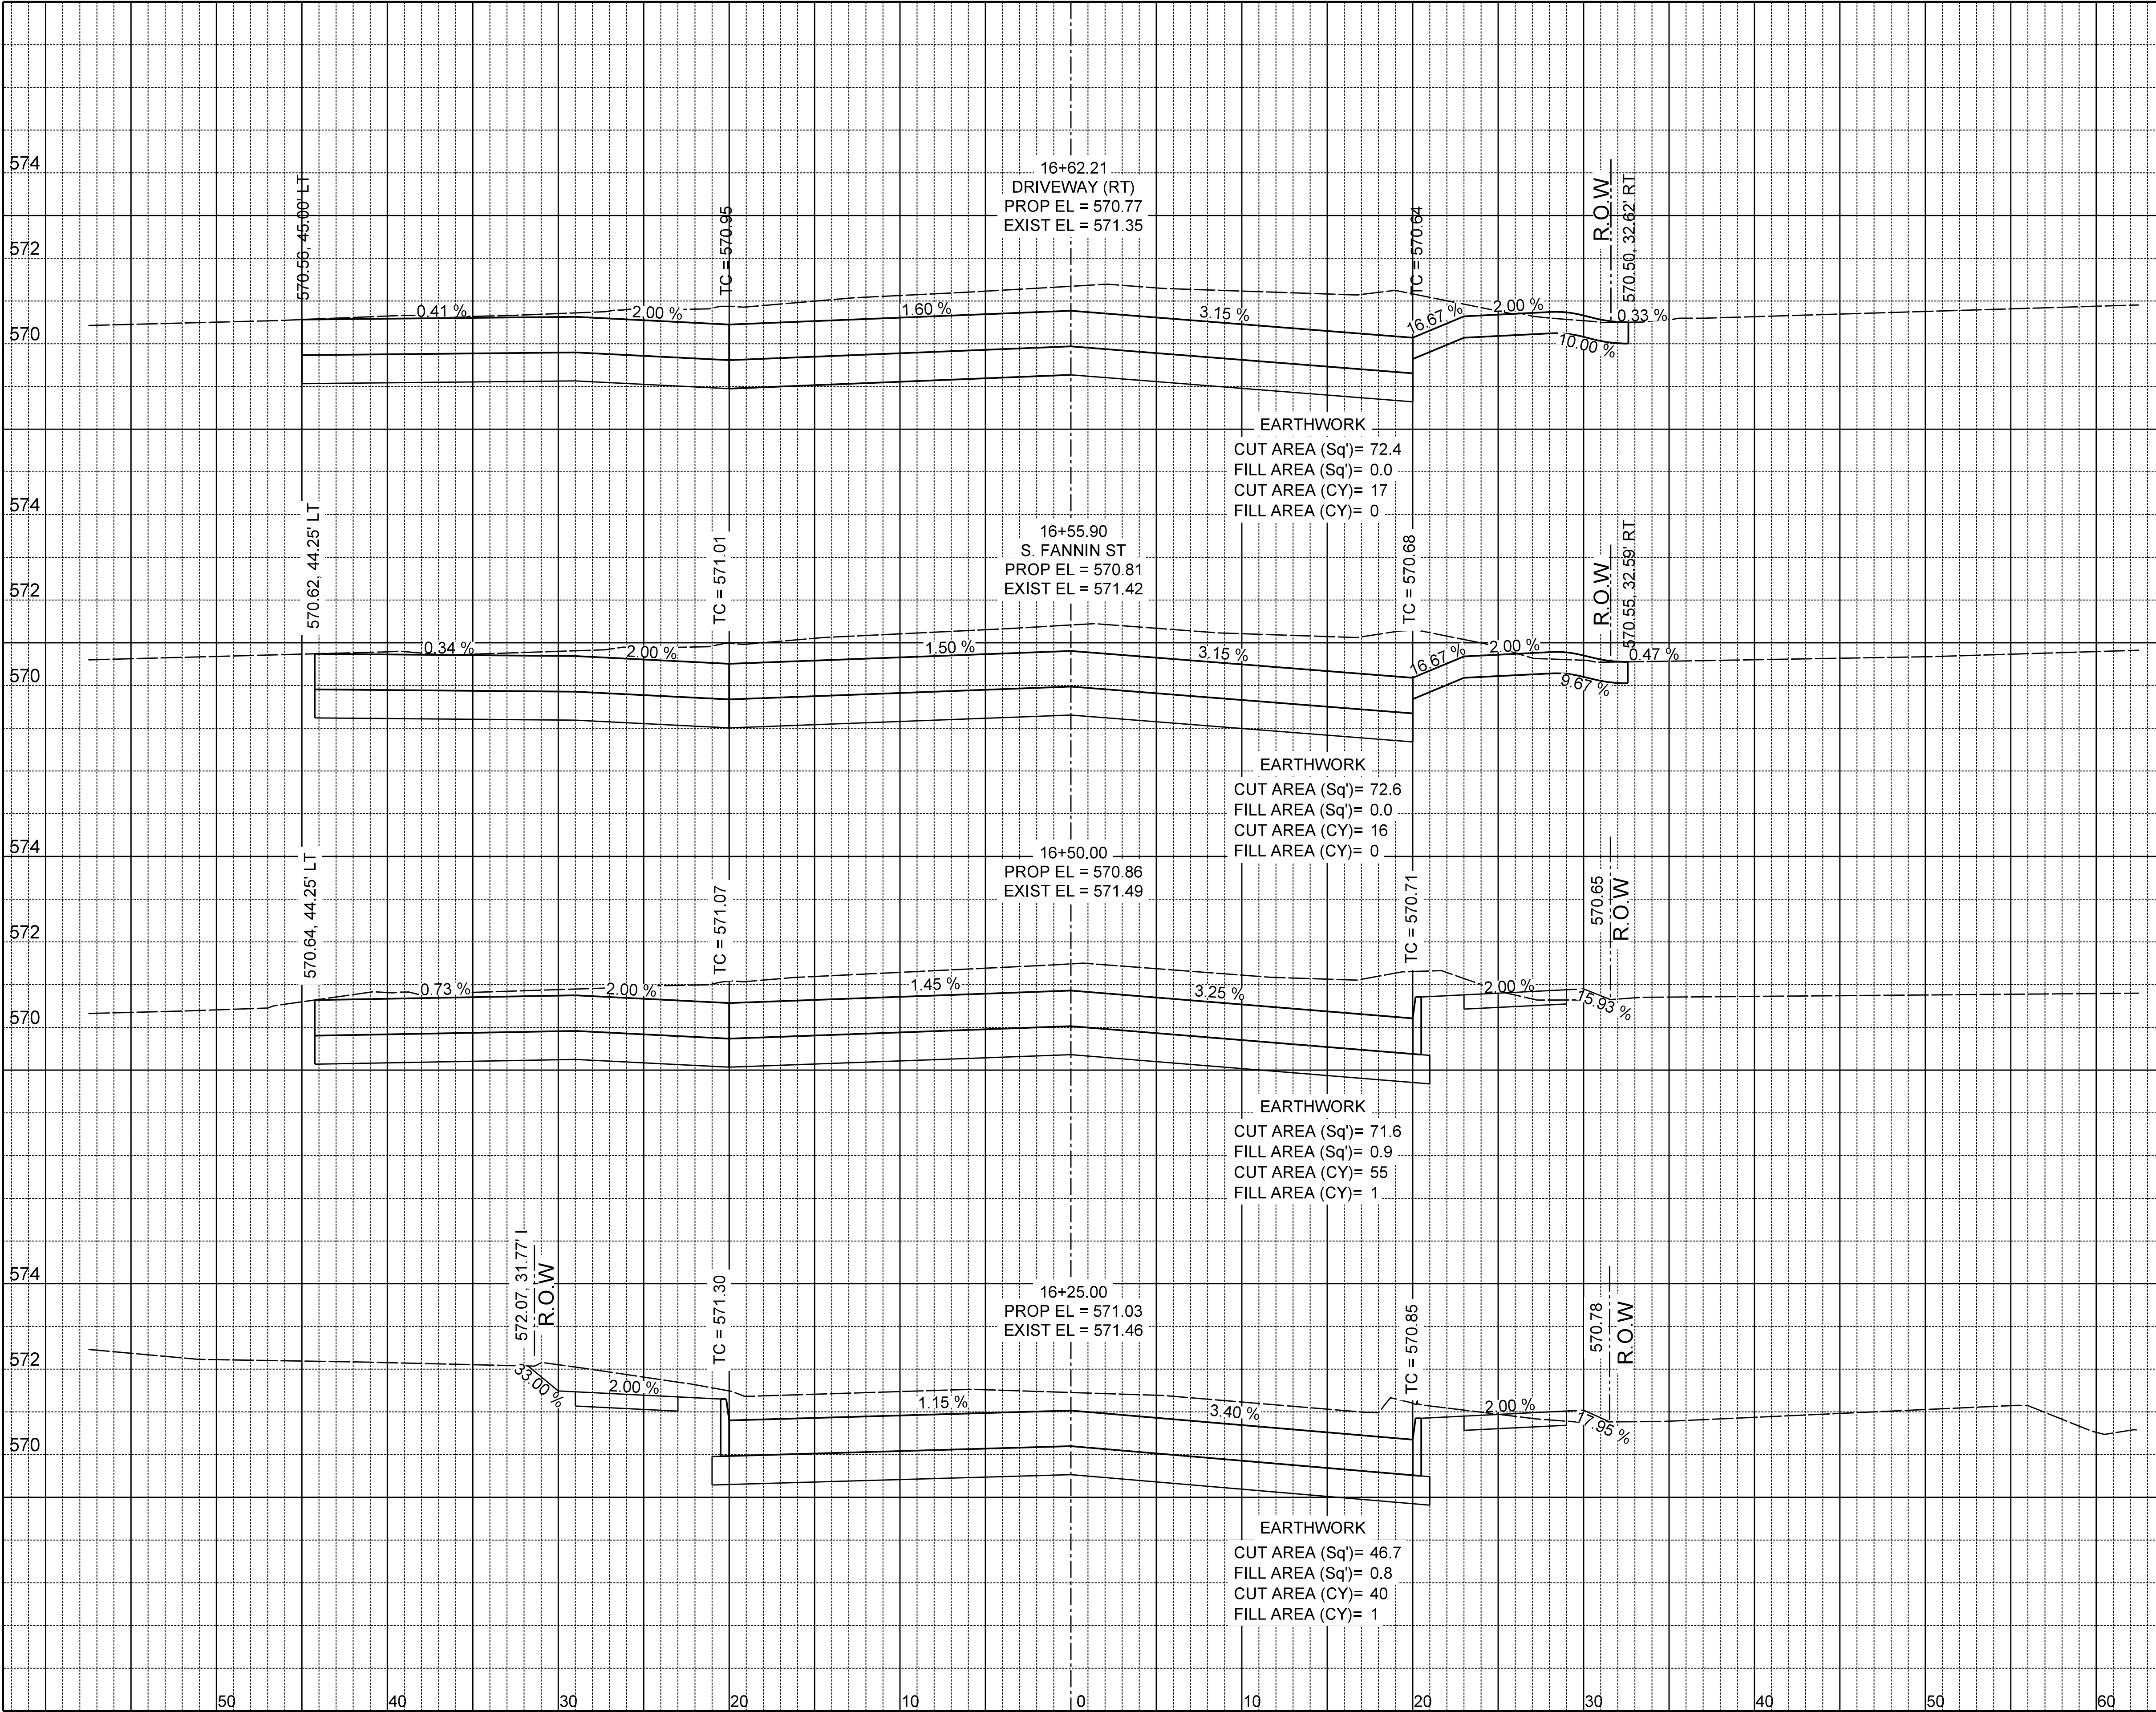 574
572
570
570.56, 45.00' LT
TC = 570.95
16+62.21
DRIVEWAY (RT)
PROP EL = 570.77
EXIST EL = 571.35
TC = 570.64
R.O.W
570.50, 32.62' RT
0.41 %
2.00 %
1.60 %
3.15 %
16.67 %
2.00 %
0.33 %
10.00 %
EARTHWORK
CUT AREA (Sq')= 72.4
FILL AREA (Sq')= 0.0
CUT AREA (CY)= 17
FILL AREA (CY)= 0
574
572
570
570.62, 44.25' LT
TC = 571.01
16+55.90
S. FANNIN ST
PROP EL = 570.81
EXIST EL = 571.42
TC = 570.68
R.O.W
570.55, 32.59' RT
0.34 %
2.00 %
1.50 %
3.15 %
16.67 %
2.00 %
0.47 %
9.67 %
EARTHWORK
CUT AREA (Sq')= 72.6
FILL AREA (Sq')= 0.0
CUT AREA (CY)= 16
FILL AREA (CY)= 0
574
572
570
570.64, 44.25' LT
TC = 571.07
16+50.00
PROP EL = 570.86
EXIST EL = 571.49
TC = 570.71
570.65
R.O.W
0.73 %
2.00 %
1.45 %
3.25 %
2.00 %
15.93 %
EARTHWORK
CUT AREA (Sq')= 71.6
FILL AREA (Sq')= 0.9
CUT AREA (CY)= 55
FILL AREA (CY)= 1
574
572
570
572.07, 31.77'
R.O.W
TC = 571.30
16+25.00
PROP EL = 571.03
EXIST EL = 571.46
TC = 570.85
570.78
R.O.W
33.00 %
2.00 %
1.15 %
3.40 %
2.00 %
17.95 %
EARTHWORK
CUT AREA (Sq')= 46.7
FILL AREA (Sq')= 0.8
CUT AREA (CY)= 40
FILL AREA (CY)= 1
50 40 30 20 10 0 10 20 30 40 50 60